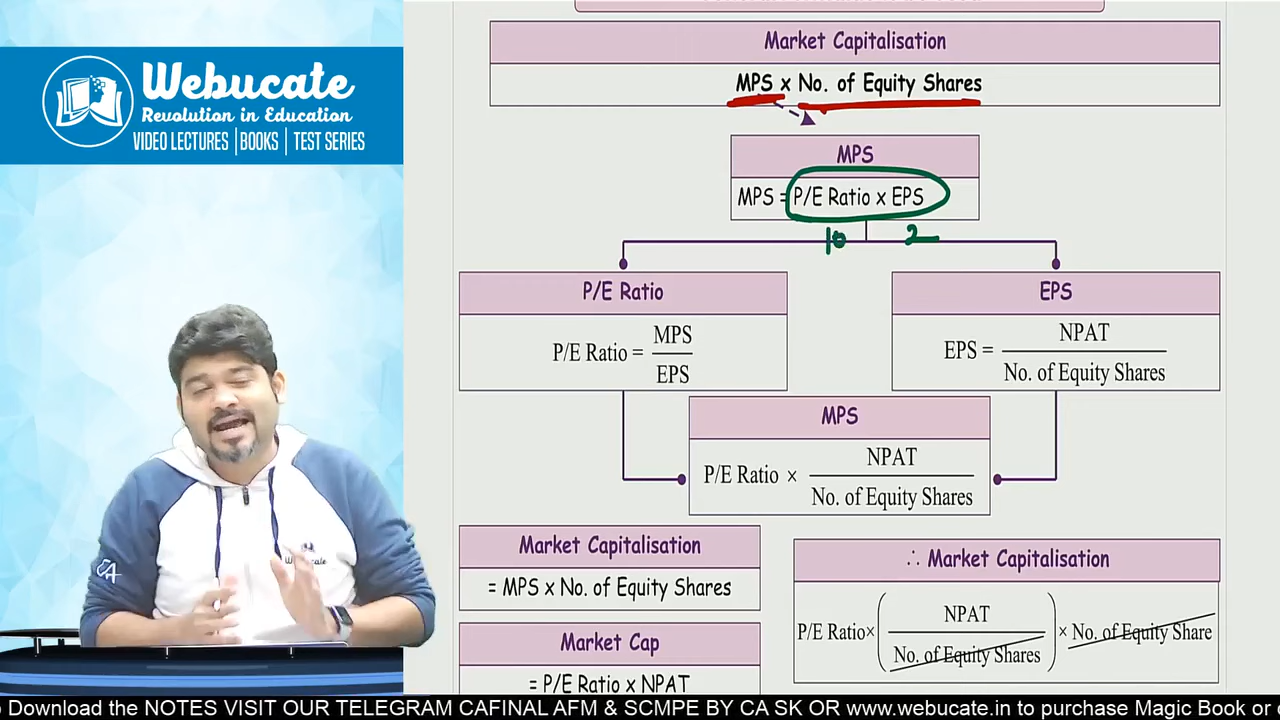 Webucate
Revolution in Education
VIDEO LECTURES | BOOKS | TEST SERIES
Market Capitalisation
MPS x No. of Equity Shares
MPS
MPS = P/E Ratio x EPS
10 2
P/E Ratio
P/E Ratio = MPS / EPS
EPS
EPS = NPAT / No. of Equity Shares
MPS
P/E Ratio × NPAT / No. of Equity Shares
Market Capitalisation
= MPS x No. of Equity Shares
Market Cap
= P/E Ratio x NPAT
∴ Market Capitalisation
P/E Ratio× ( NPAT / No. of Equity Shares ) × No. of Equity Share
CA
o Download the NOTES VISIT OUR TELEGRAM CAFINAL AFM & SCMPE BY CA SK OR www.webucate.in to purchase Magic Book or